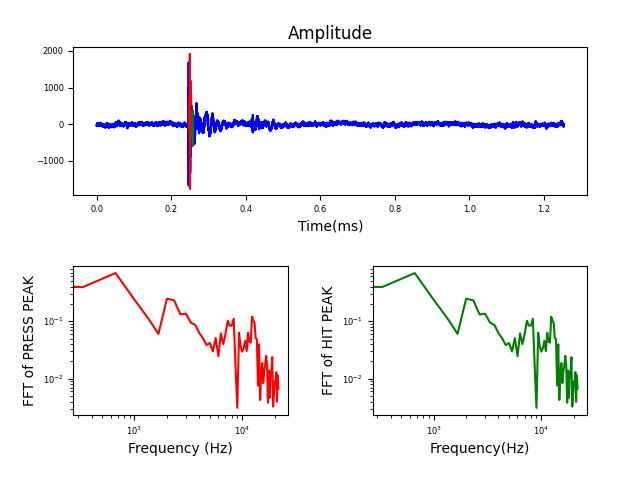 Amplitude
2000
1000
0
−1000
0.0 0.2 0.4 0.6 0.8 1.0 1.2
Time(ms)
FFT of PRESS PEAK
10⁻¹
10⁻²
10³ 10⁴
Frequency (Hz)
FFT of HIT PEAK
10⁻¹
10⁻²
10³ 10⁴
Frequency(Hz)